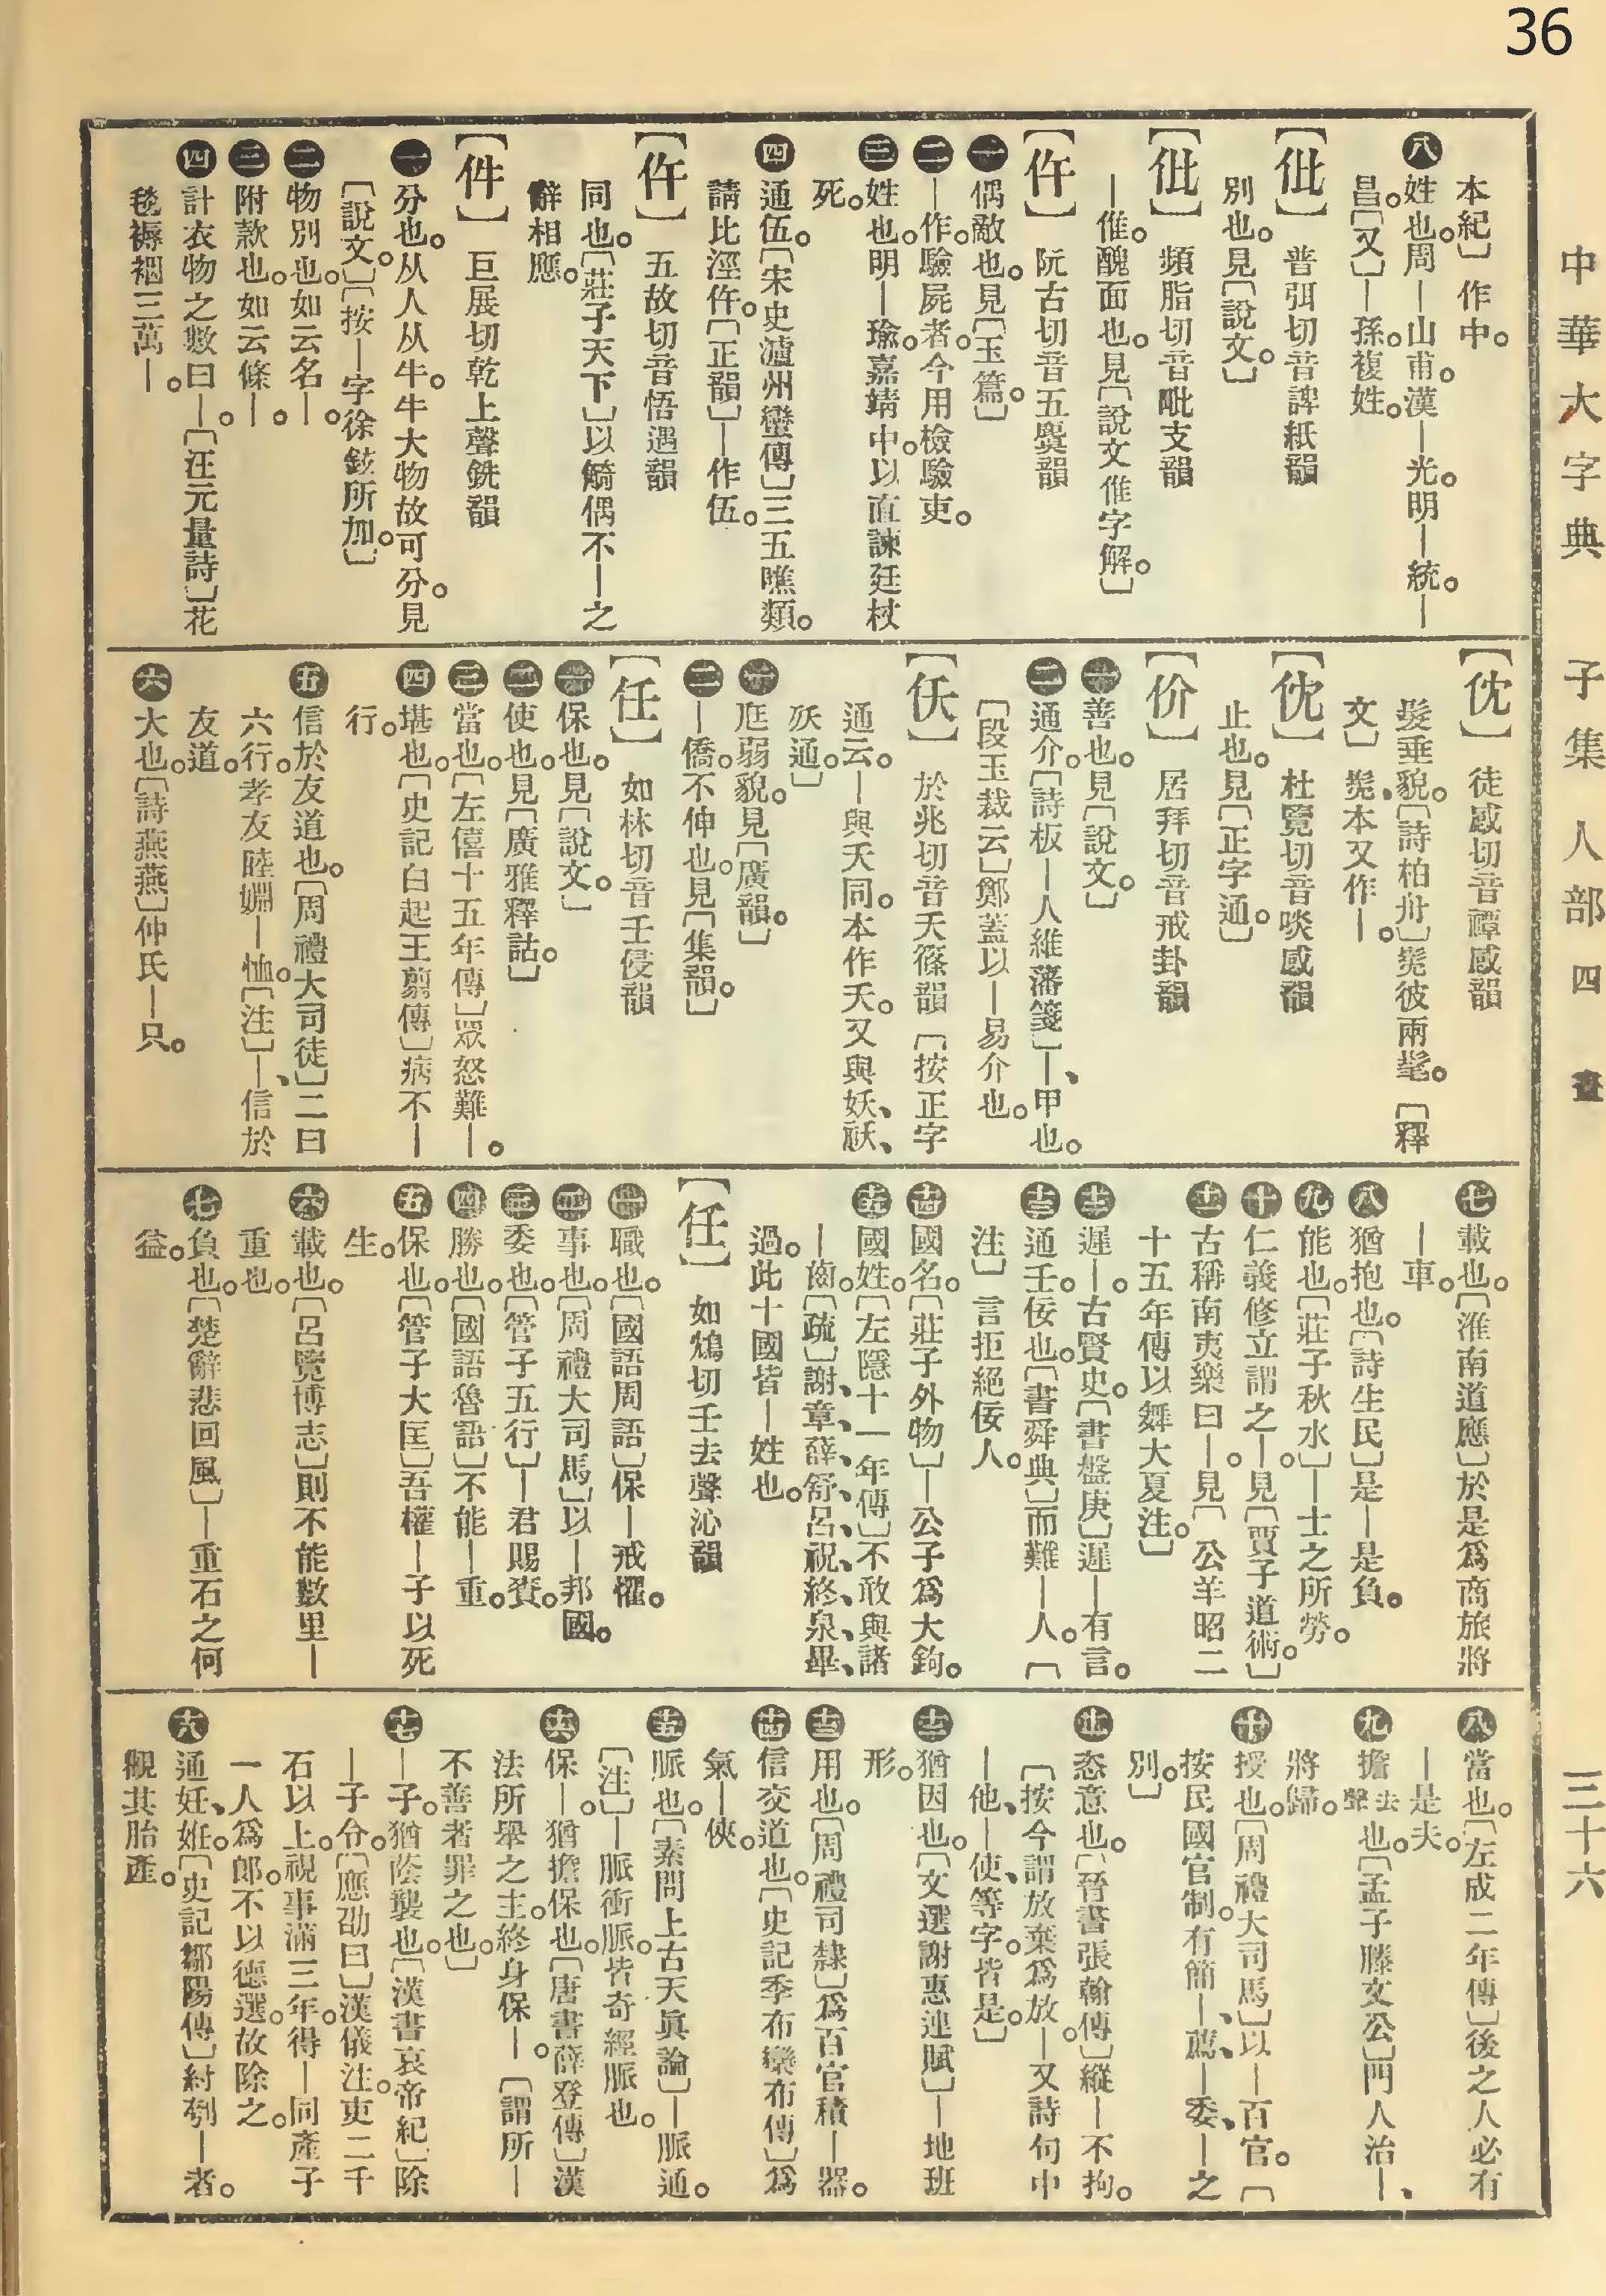 36
中華大字典 子集 人部 四畫 三十六
本紀〕作中。
㊇姓也。周｜山甫。漢｜光。明｜統。｜
昌。〔又〕｜孫複姓。
〔仳〕 普弭切音諀紙韻
別也。見〔說文。〕
〔仳〕 頻脂切音毗支韻
｜倠。醜面也。見〔說文倠字解。〕
〔仵〕 阮古切音五麌韻
㊀偶敵也。見〔玉篇。〕
㊁｜作。驗屍者。今用檢驗吏。
㊂姓也。明｜瑜。嘉靖中。以直諫廷杖
死。
㊃通伍。〔宋史瀘州蠻傳〕三五噍類。
請比涇仵。〔正韻〕｜作伍。
〔仵〕 五故切音悟遇韻
同也。〔莊子天下〕以觭偶不｜之
辭相應。
〔件〕 巨展切乾上聲銑韻
㊀分也。从人从牛。牛大物故可分。見
〔說文。〕〔按｜字徐鉉所加。〕
㊁物別也。如云名｜。
㊂附款也。如云條｜。
㊃計衣物之數曰｜。〔汪元量詩〕花
毯褥裀三萬｜。
〔㐽〕 徒感切音禫感韻
髮垂貌。〔詩柏舟〕髧彼兩髦。〔釋
文〕髧、本又作｜。
〔㐽〕 杜覽切音啖感韻
止也。見〔正字通。〕
〔价〕 居拜切音戒卦韻
㊀善也。見〔說文。〕
㊁通介。〔詩板｜人維藩箋〕｜、甲也。
〔段玉裁云〕鄭蓋以｜易介也。
〔仸〕 於兆切音夭篠韻〔按正字
通云。｜與夭同。本作夭。又與妖、祅、
殀通。〕
㊀尪弱貌。見〔廣韻。〕
㊁｜僑。不伸也。見〔集韻。〕
〔任〕 如林切音壬侵韻
㊀保也。見〔說文。〕
㊁使也。見〔廣雅釋詁。〕
㊂當也。〔左僖十五年傳〕眾怒難｜。
㊃堪也。〔史記白起王翦傳〕病不｜
行。
㊄信於友道也。〔周禮大司徒〕二曰
六行。孝友睦婣｜恤。〔注〕｜、信於
友道。
㊅大也。〔詩燕燕〕仲氏｜只。
㊆載也。〔淮南道應〕於是爲商旅將
｜車。
㊇猶抱也。〔詩生民〕是｜是負。
㊈能也。〔莊子秋水〕｜士之所勞。
㊉仁義修立謂之｜。見〔賈子道術。〕
⑪古稱南夷樂曰｜。見〔公羊昭二
十五年傳以舞大夏注。〕
⑫遲｜。古賢史。〔書盤庚〕遲｜有言。
⑬通壬。佞也。〔書舜典〕而難｜人。〔
注〕言拒絕佞人。
⑭國名。〔莊子外物〕｜公子爲大鉤。
⑮國姓。〔左隱十一年傳〕不敢與諸
｜齒。〔疏〕謝、章、薛、舒、呂、祝、終、泉、畢、
過。此十國皆｜姓也。
〔任〕 如鴆切壬去聲沁韻
㊀職也。〔國語周語〕保｜戒懼。
㊁事也。〔周禮大司馬〕以｜邦國。
㊂委也。〔管子五行〕｜君賜賚。
㊃勝也。〔國語魯語〕不能｜重。
㊄保也。〔管子大匡〕吾權｜子以死
生。
㊅載也。〔呂覽博志〕則不能數里｜
重也。
㊆負也。〔楚辭悲回風〕｜重石之何
益。
㊇當也。〔左成二年傳〕後之人必有
｜是夫。
㊈擔去聲也。〔孟子滕文公〕門人治｜、
將歸。
㊉授也。〔周禮大司馬〕以｜百官。〔
按民國官制。有簡｜、薦｜、委｜之
別。〕
⑪恣意也。〔晉書張翰傳〕縱｜不拘。
〔按今謂放棄爲放｜。又詩句中
｜他、｜使、等字。皆是。〕
⑫猶因也。〔文選謝惠連賦〕｜地班
形。
⑬用也。〔周禮司隸〕爲百官積｜器。
⑭信交道也。〔史記季布欒布傳〕爲
氣｜俠。
⑮脈也。〔素問上古天眞論〕｜脈通。
〔注〕｜脈衝脈。皆奇經脈也。
⑯保｜。猶擔保也。〔唐書薛登傳〕漢
法所舉之主。終身保｜。〔謂所｜
不善者罪之也。〕
⑰｜子。猶蔭襲也。〔漢書哀帝紀〕除
｜子令。〔應劭曰〕漢儀注。吏二千
石以上。視事滿三年。得｜同產子
一人爲郎。不以德選。故除之。
⑱通妊、姙。〔史記鄒陽傳〕紂刳｜者。
觀其胎產。